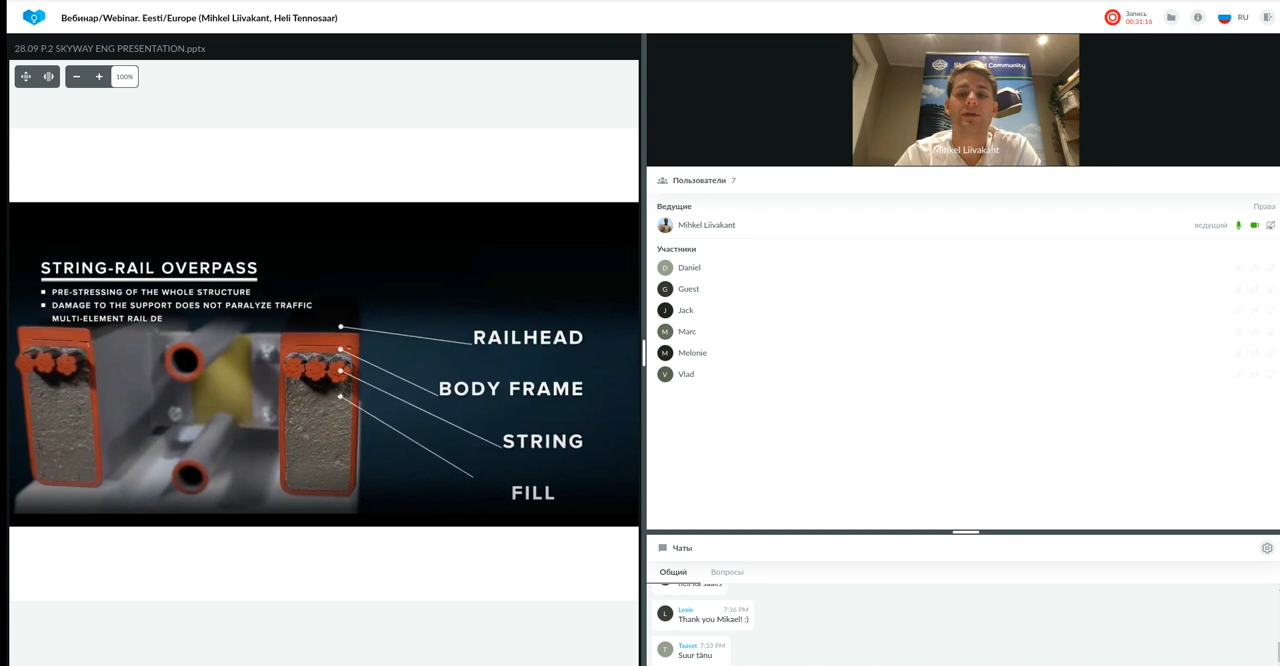 Вебинар/Webinar. Eesti/Europe (Mihkel Liivakant, Heli Tennosaar)
Запись
00:31:16
RU
28.09 P.2 SKYWAY ENG PRESENTATION.pptx
100%
STRING-RAIL OVERPASS
PRE-STRESSING OF THE WHOLE STRUCTURE
DAMAGE TO THE SUPPORT DOES NOT PARALYZE TRAFFIC
MULTI-ELEMENT RAIL DE
RAILHEAD
BODY FRAME
STRING
FILL
Community
Mihkel Liivakant
Пользователи 7
Ведущие
Права
Mihkel Liivakant
ведущий
Участники
D Daniel
G Guest
J Jack
M Marc
M Melonie
V Vlad
Чаты
Общий
Вопросы
L
Lexie 7:36 PM
Thank you Mikael! :)
T
Taavet 7:33 PM
Suur tänu